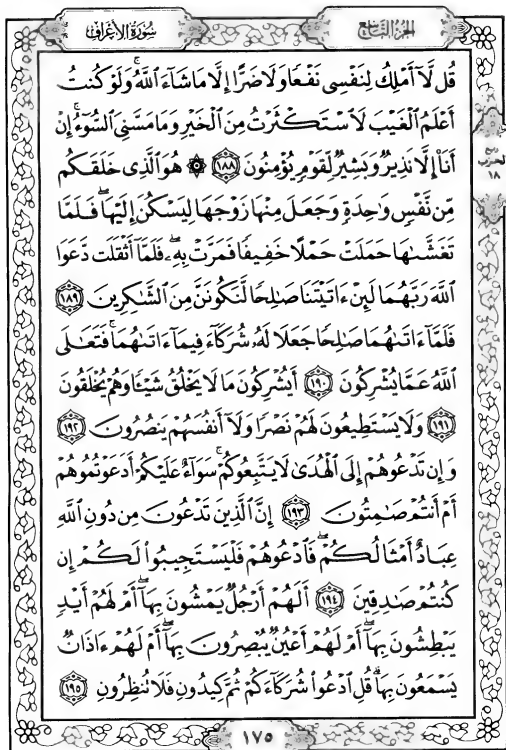 سُورَةُ الأَعْرَافِ
الجُزْءُ التَّاسِعُ
قُل لَّآ أَمْلِكُ لِنَفْسِى نَفْعًا وَلَا ضَرًّا إِلَّا مَا شَآءَ ٱللَّهُ ۚ وَلَوْ كُنتُ
أَعْلَمُ ٱلْغَيْبَ لَٱسْتَكْثَرْتُ مِنَ ٱلْخَيْرِ وَمَا مَسَّنِىَ ٱلسُّوٓءُ ۚ إِنْ
أَنَا۠ إِلَّا نَذِيرٌ وَبَشِيرٌ لِّقَوْمٍ يُؤْمِنُونَ ١٨٨ ۞ هُوَ ٱلَّذِى خَلَقَكُم
مِّن نَّفْسٍ وَٰحِدَةٍ وَجَعَلَ مِنْهَا زَوْجَهَا لِيَسْكُنَ إِلَيْهَا ۖ فَلَمَّا
تَغَشَّىٰهَا حَمَلَتْ حَمْلًا خَفِيفًا فَمَرَّتْ بِهِۦ ۖ فَلَمَّآ أَثْقَلَت دَّعَوَا
ٱللَّهَ رَبَّهُمَا لَئِنْ ءَاتَيْتَنَا صَٰلِحًا لَّنَكُونَنَّ مِنَ ٱلشَّٰكِرِينَ ١٨٩
فَلَمَّآ ءَاتَىٰهُمَا صَٰلِحًا جَعَلَا لَهُۥ شُرَكَآءَ فِيمَآ ءَاتَىٰهُمَا ۚ فَتَعَٰلَى
ٱللَّهُ عَمَّا يُشْرِكُونَ ١٩٠ أَيُشْرِكُونَ مَا لَا يَخْلُقُ شَيْـًٔا وَهُمْ يُخْلَقُونَ
١٩١ وَلَا يَسْتَطِيعُونَ لَهُمْ نَصْرًا وَلَآ أَنفُسَهُمْ يَنصُرُونَ ١٩٢
وَإِن تَدْعُوهُمْ إِلَى ٱلْهُدَىٰ لَا يَتَّبِعُوكُمْ ۚ سَوَآءٌ عَلَيْكُمْ أَدَعَوْتُمُوهُمْ
أَمْ أَنتُمْ صَٰمِتُونَ ١٩٣ إِنَّ ٱلَّذِينَ تَدْعُونَ مِن دُونِ ٱللَّهِ
عِبَادٌ أَمْثَالُكُمْ ۖ فَٱدْعُوهُمْ فَلْيَسْتَجِيبُوا۟ لَكُمْ إِن
كُنتُمْ صَٰدِقِينَ ١٩٤ أَلَهُمْ أَرْجُلٌ يَمْشُونَ بِهَآ ۖ أَمْ لَهُمْ أَيْدٍ
يَبْطِشُونَ بِهَآ ۖ أَمْ لَهُمْ أَعْيُنٌ يُبْصِرُونَ بِهَآ ۖ أَمْ لَهُمْ ءَاذَانٌ
يَسْمَعُونَ بِهَا ۗ قُلِ ٱدْعُوا۟ شُرَكَآءَكُمْ ثُمَّ كِيدُونِ فَلَا تُنظِرُونِ ١٩٥
ربع
الحزب
١٨
١٧٥